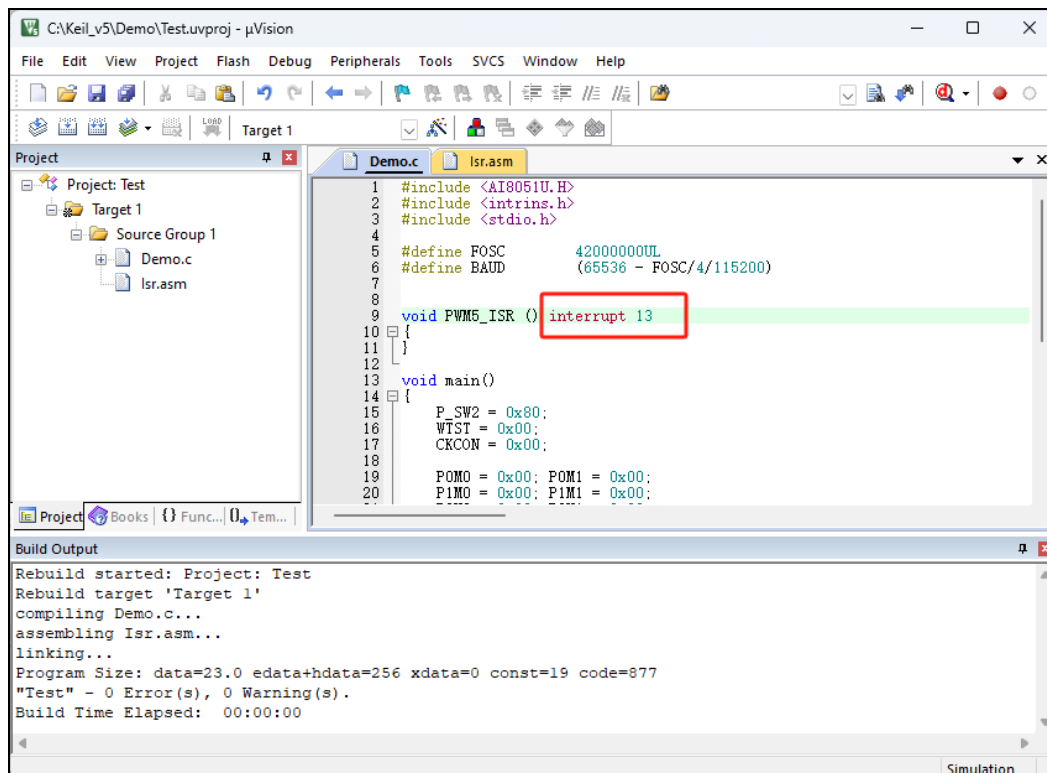 C:\Keil_v5\Demo\Test.uvproj - µVision
File Edit View Project Flash Debug Peripherals Tools SVCS Window Help
LOAD
Target 1
Project
Project: Test
Target 1
Source Group 1
Demo.c
Isr.asm
Project Books {} Func... 0 Tem...
Demo.c Isr.asm
1 #include <AI8051U.H>
2 #include <intrins.h>
3 #include <stdio.h>
4
5 #define FOSC 42000000UL
6 #define BAUD (65536 - FOSC/4/115200)
7
8
9 void PWM5_ISR () interrupt 13
10 {
11 }
12
13 void main()
14 {
15 P_SW2 = 0x80;
16 WTST = 0x00;
17 CKCON = 0x00;
18
19 P0M0 = 0x00; P0M1 = 0x00;
20 P1M0 = 0x00; P1M1 = 0x00;
Build Output
Rebuild started: Project: Test
Rebuild target 'Target 1'
compiling Demo.c...
assembling Isr.asm...
linking...
Program Size: data=23.0 edata+hdata=256 xdata=0 const=19 code=877
"Test" - 0 Error(s), 0 Warning(s).
Build Time Elapsed: 00:00:00
Simulation